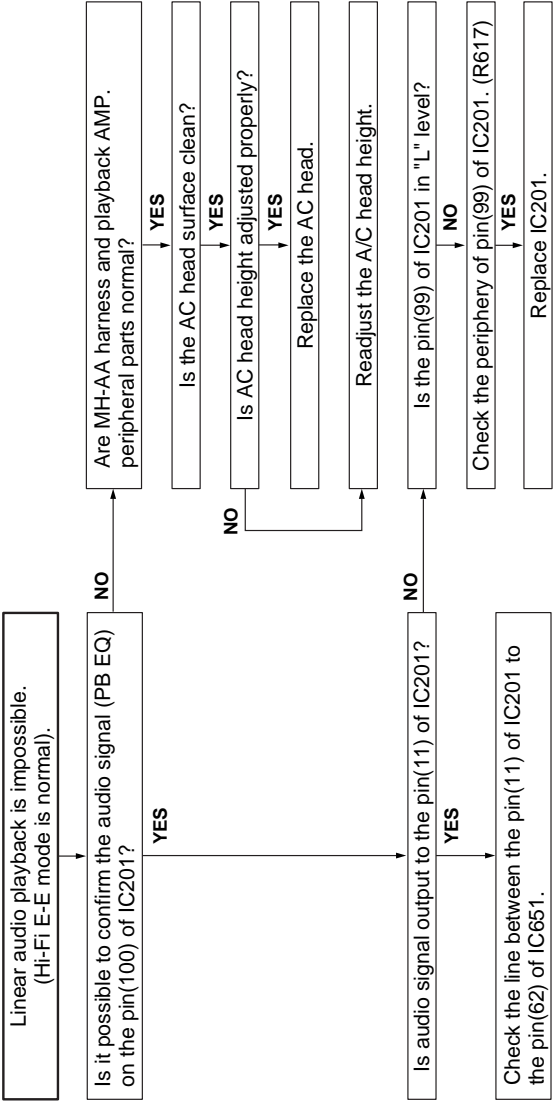 Linear audio playback is impossible.
(Hi-Fi E-E mode is normal).
Is it possible to confirm the audio signal (PB EQ)
on the pin(100) of IC201?
NO
YES
Are MH-AA harness and playback AMP.
peripheral parts normal?
YES
Is the AC head surface clean?
YES
Is AC head height adjusted properly?
NO
YES
Replace the AC head.
Readjust the A/C head height.
Is audio signal output to the pin(11) of IC201?
NO
YES
Is the pin(99) of IC201 in "L" level?
NO
Check the periphery of pin(99) of IC201. (R617)
YES
Replace IC201.
Check the line between the pin(11) of IC201 to
the pin(62) of IC651.